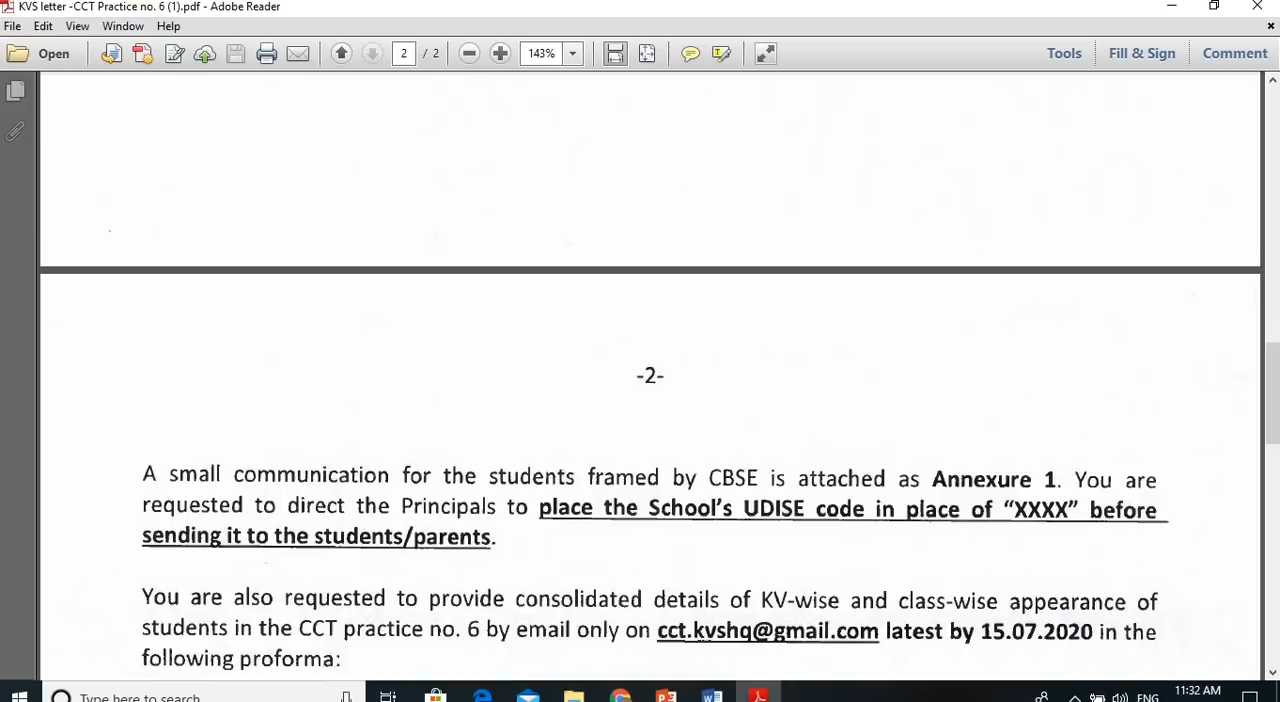 KVS letter -CCT Practice no. 6 (1).pdf - Adobe Reader
File Edit View Window Help
Open 2 / 2 143% Tools Fill & Sign Comment
-2-
A small communication for the students framed by CBSE is attached as Annexure 1. You are
requested to direct the Principals to place the School's UDISE code in place of “XXXX” before
sending it to the students/parents.
You are also requested to provide consolidated details of KV-wise and class-wise appearance of
students in the CCT practice no. 6 by email only on cct.kvshq@gmail.com latest by 15.07.2020 in the
following proforma:
Type here to search ENG 11:32 AM